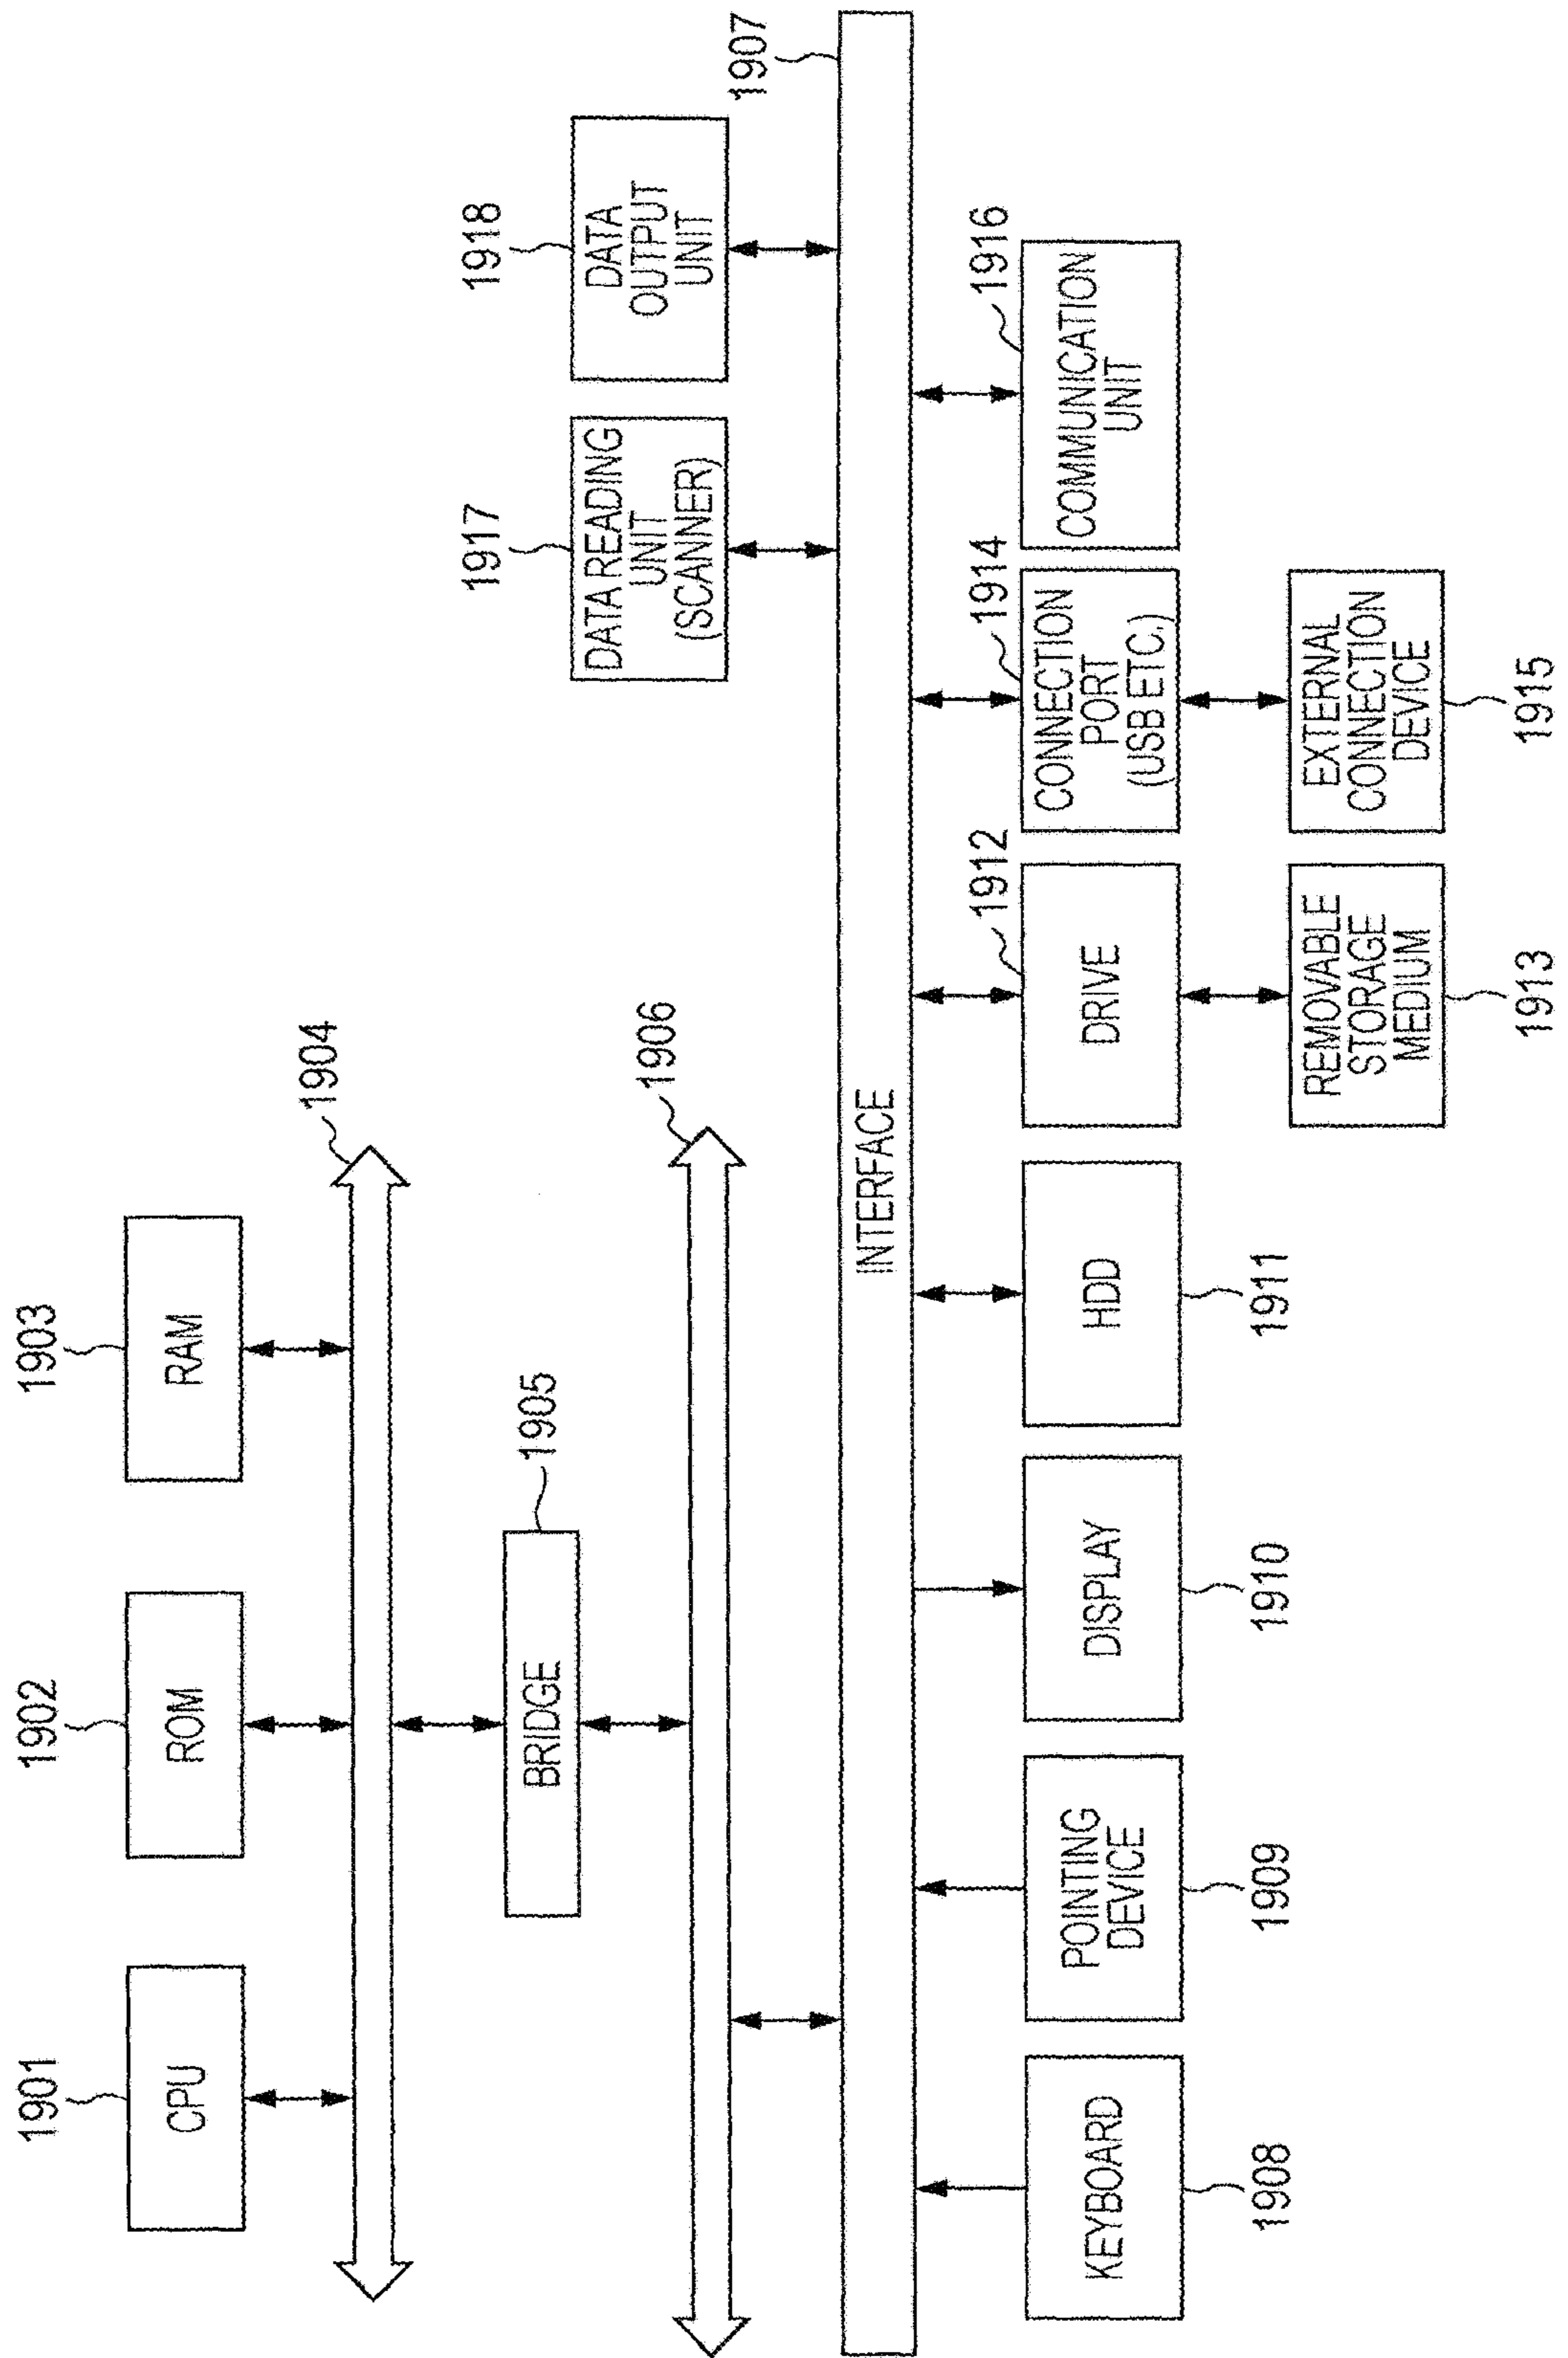 1901
CPU
1902
ROM
1903
RAM
1904
1905
BRIDGE
1906
1917
DATA READING
UNIT
(SCANNER)
1918
DATA
OUTPUT
UNIT
1907
INTERFACE
KEYBOARD
1908
POINTING
DEVICE
1909
DISPLAY
1910
HDD
1911
1912
DRIVE
REMOVABLE
STORAGE
MEDIUM
1913
1914
CONNECTION
PORT
(USB ETC.)
EXTERNAL
CONNECTION
DEVICE
1915
1916
COMMUNICATION
UNIT